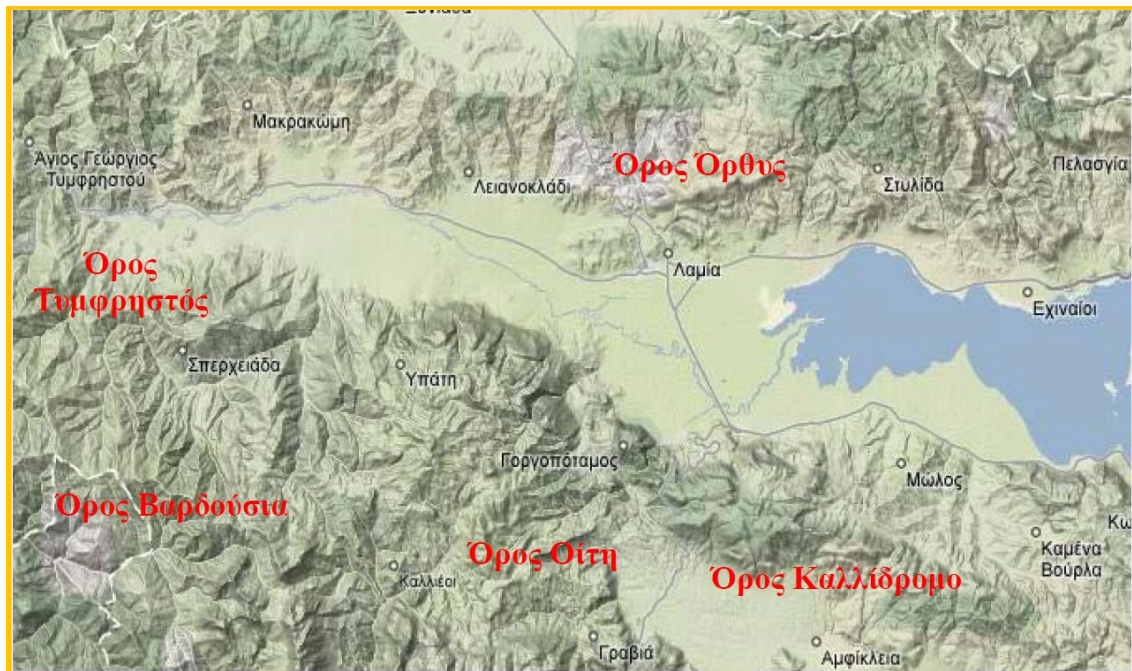 Μακρακώμη
Άγιος Γεώργιος
Τυμφρηστού
Λειανοκλάδι
Όρος Όρθυς
Στυλίδα
Πελασγία
Όρος
Τυμφρηστός
Λαμία
Εχιναίοι
Σπερχειάδα
Υπάτη
Γοργοπόταμος
Μώλος
Όρος Βαρδούσια
Όρος Οίτη
Καμένα
Βούρλα
Καλλιέοι
Όρος Καλλίδρομο
Γραβιά
Αμφίκλεια